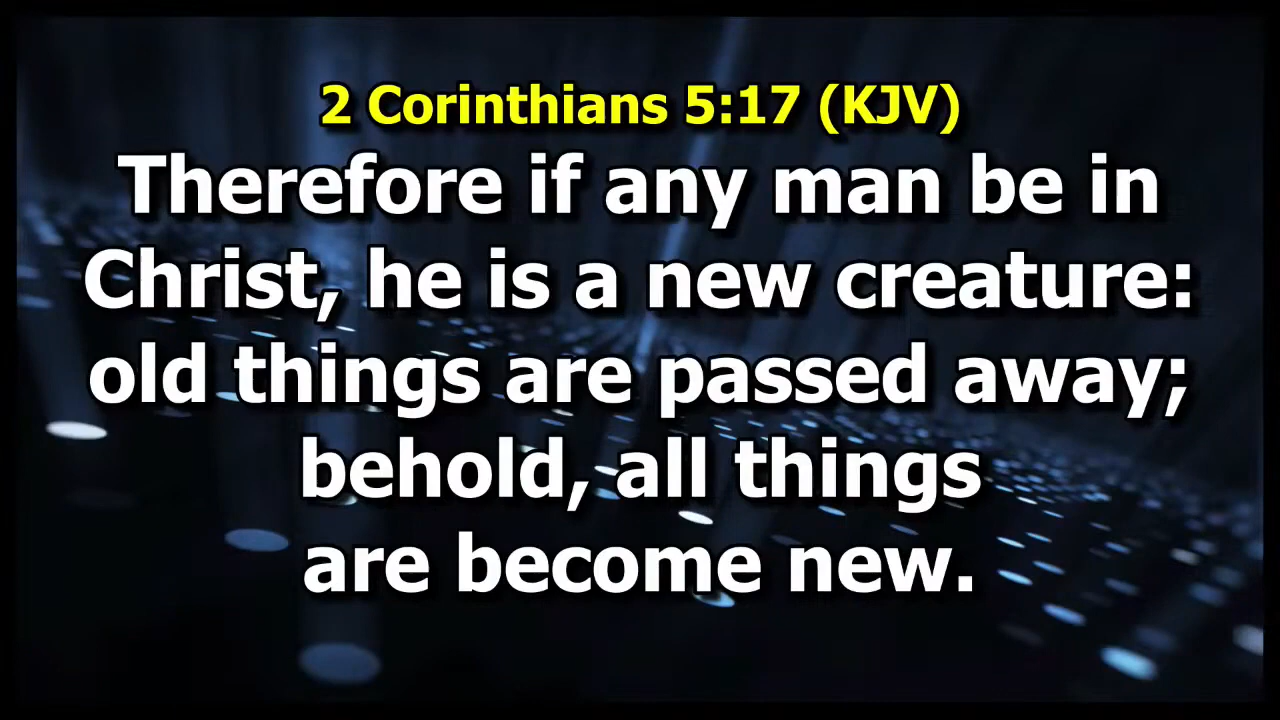 2 Corinthians 5:17 (KJV)
Therefore if any man be in
Christ, he is a new creature:
old things are passed away;
behold, all things
are become new.